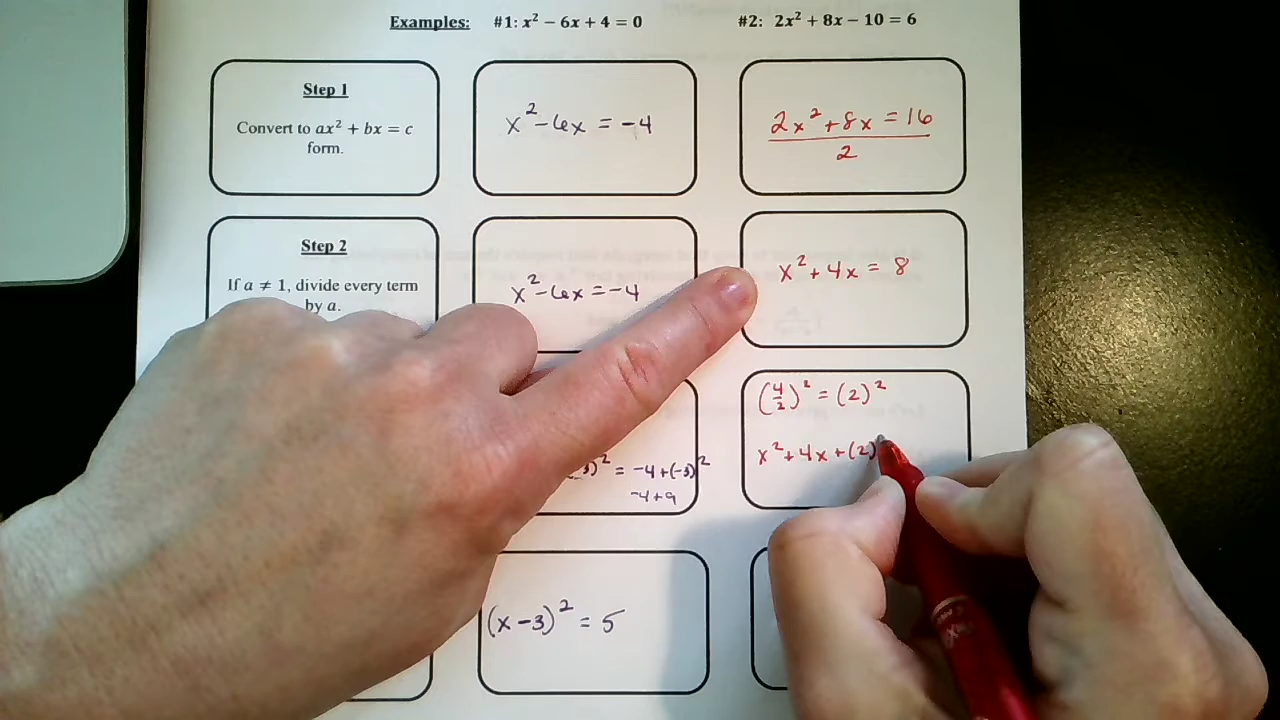 Examples: #1: x² − 6x + 4 = 0 #2: 2x² + 8x − 10 = 6
Step 1
Convert to ax² + bx = c
form.
x² - 6x = -4
2x² + 8x = 16
2
Step 2
If a ≠ 1, divide every term
by a.
x² - 6x = -4
x² + 4x = 8
)² = -4 + (-3)²
-4 + 9
(4/2)² = (2)²
x² + 4x + (2)
(x - 3)² = 5